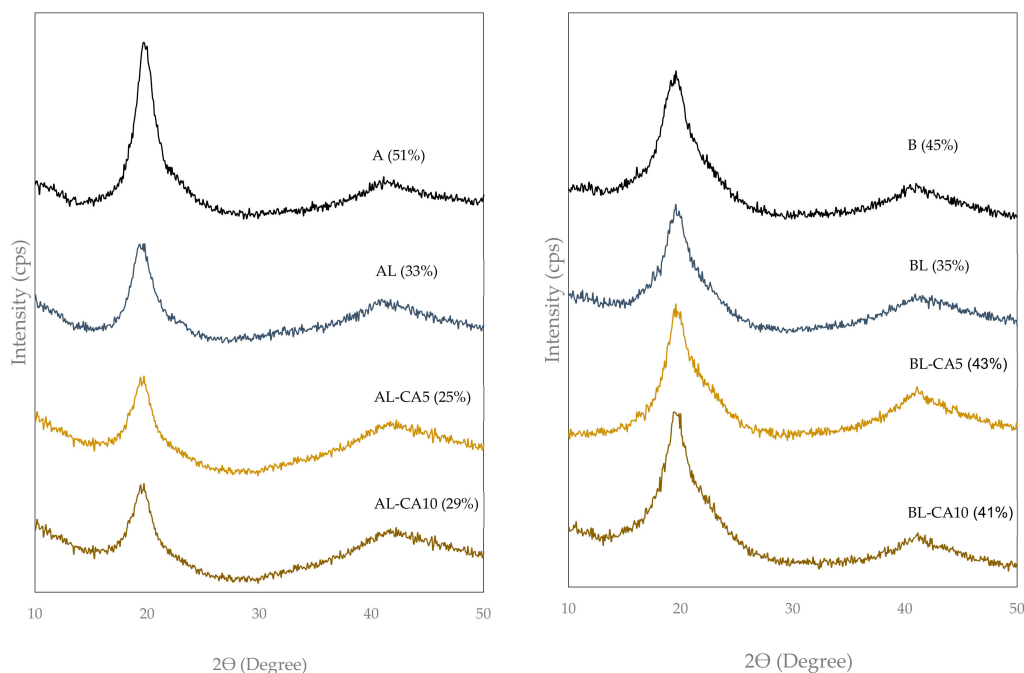 Intensity (cps)
A (51%)
AL (33%)
AL-CA5 (25%)
AL-CA10 (29%)
10 20 30 40 50
2Θ (Degree)
Intensity (cps)
B (45%)
BL (35%)
BL-CA5 (43%)
BL-CA10 (41%)
10 20 30 40 50
2Θ (Degree)